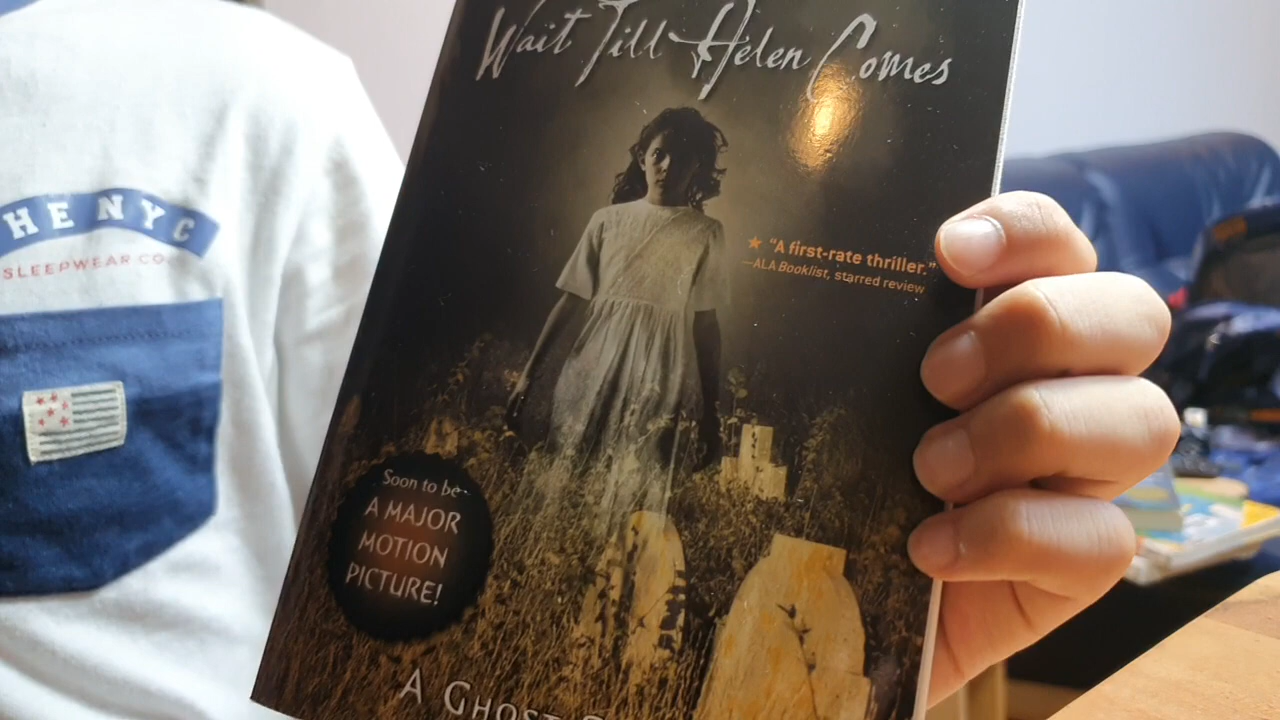 Wait Till Helen Comes
★ "A first-rate thriller."
—ALA Booklist, starred review
HENYC
SLEEPWEAR CO.
Soon to be
A MAJOR
MOTION
PICTURE!
A GHOST